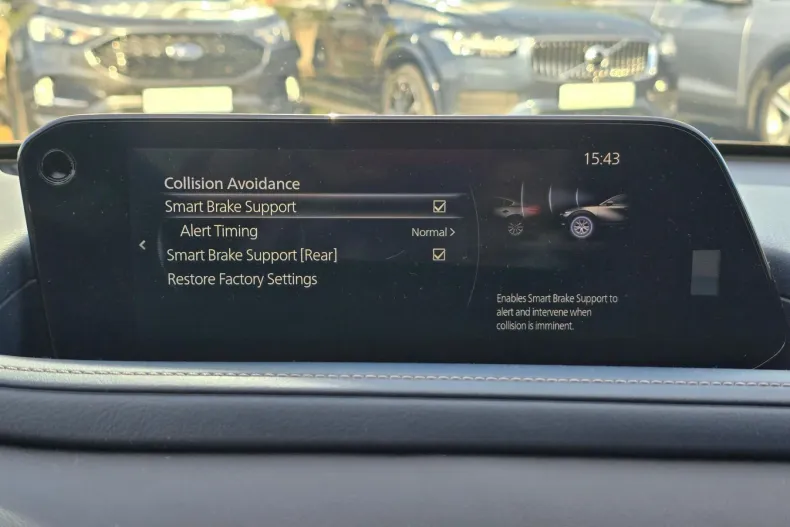 15:43
Collision Avoidance
Smart Brake Support
Alert Timing Normal >
Smart Brake Support [Rear]
Restore Factory Settings
Enables Smart Brake Support to
alert and intervene when
collision is imminent.